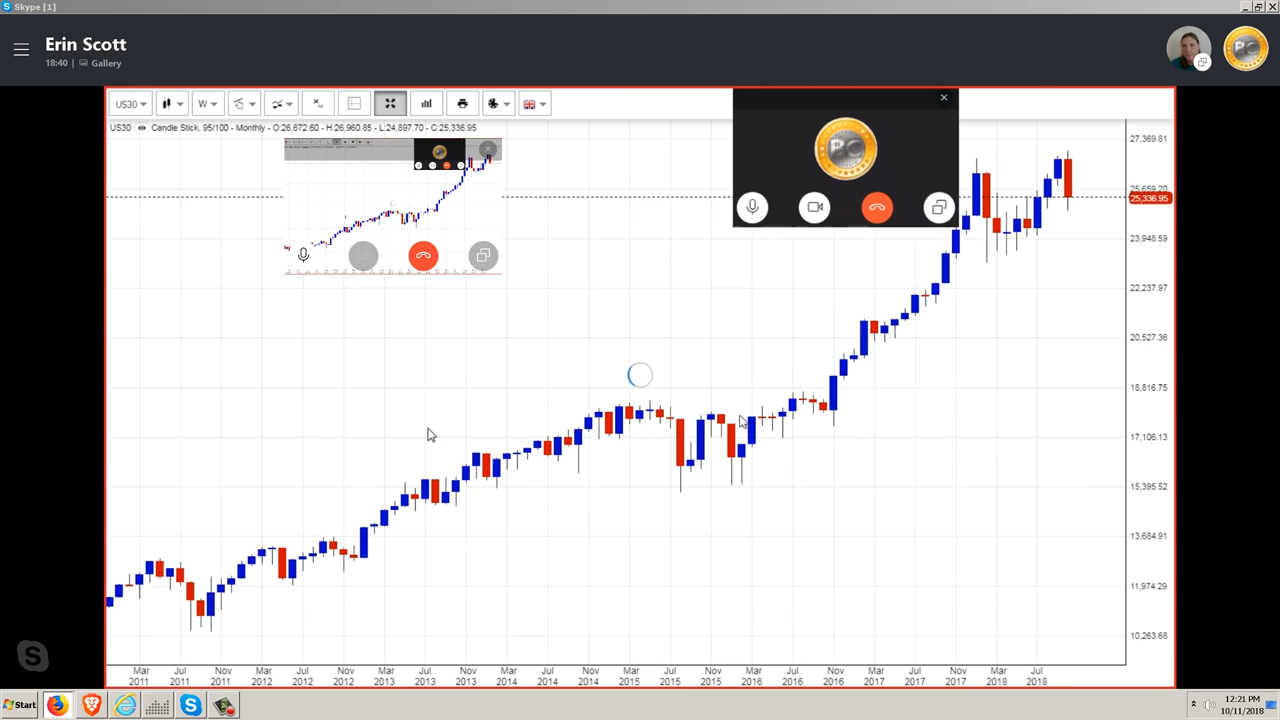 Skype [1]
Erin Scott
18:40 | Gallery
US30 W
US30 Candle Stick, 95/100 - Monthly - O:26,672.60 - H:26,960.85 - L:24,897.70 - C:25,336.95
27,369.81
25,659.20
25,336.95
23,948.59
22,237.97
20,527.36
18,816.75
17,106.13
15,395.52
13,684.91
11,974.29
10,263.68
Mar Jul Nov Mar Jul Nov Mar Jul Nov Mar Jul Nov Mar Jul Nov Mar Jul Nov Mar Jul Nov Mar Jul
2011 2011 2011 2012 2012 2012 2013 2013 2013 2014 2014 2014 2015 2015 2015 2016 2016 2016 2017 2017 2017 2018 2018
Start
12:21 PM
10/11/2018